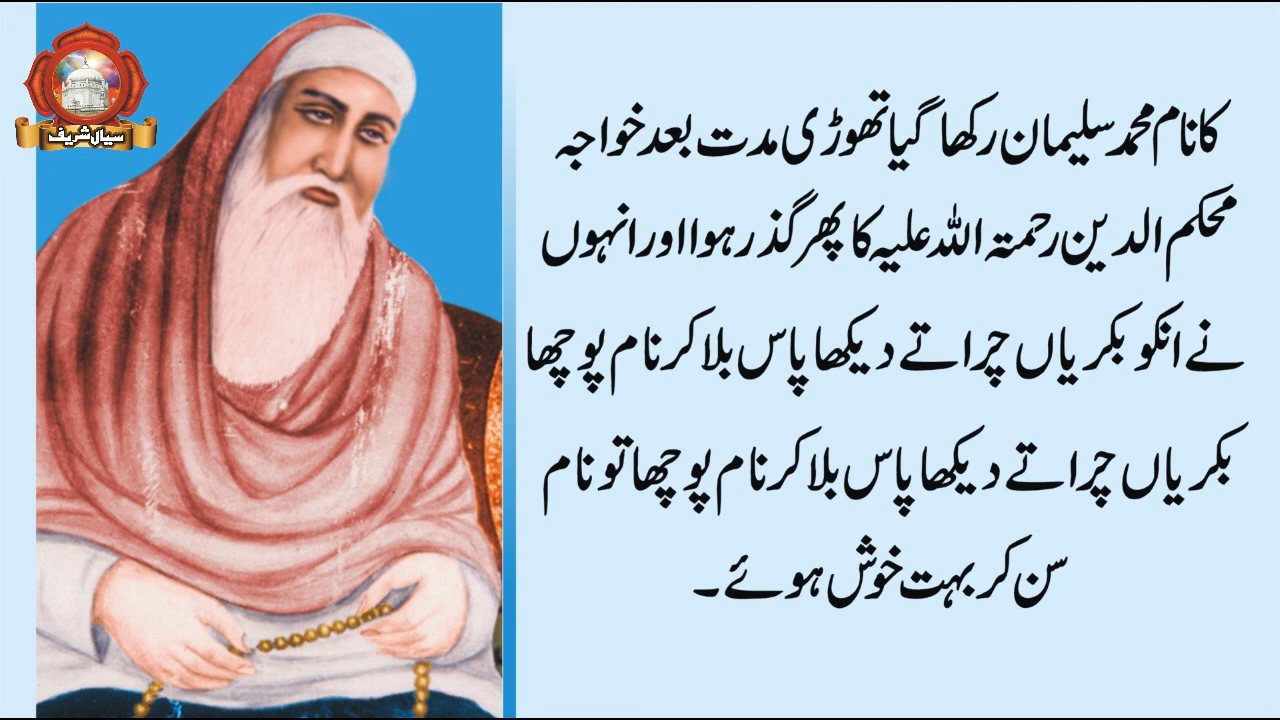 سیال شریف
کا نام محمد سلیمان رکھا گیا تھوڑی مدت بعد خواجہ
محکم الدین رحمتہ اللہ علیہ کا پھر گذر ہوا اور انہوں
نے انکو بکریاں چراتے دیکھا پاس بلا کر نام پوچھا
بکریاں چراتے دیکھا پاس بلا کر نام پوچھا تو نام
سن کر بہت خوش ہوئے۔